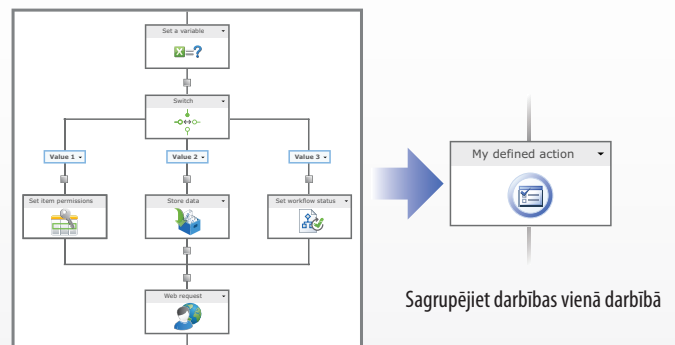 Set a variable
=?
Switch
Value 1
Value 2
Value 3
Set item permissions
Store data
Set workflow status
Web request
My defined action
Sagrupējiet darbības vienā darbībā